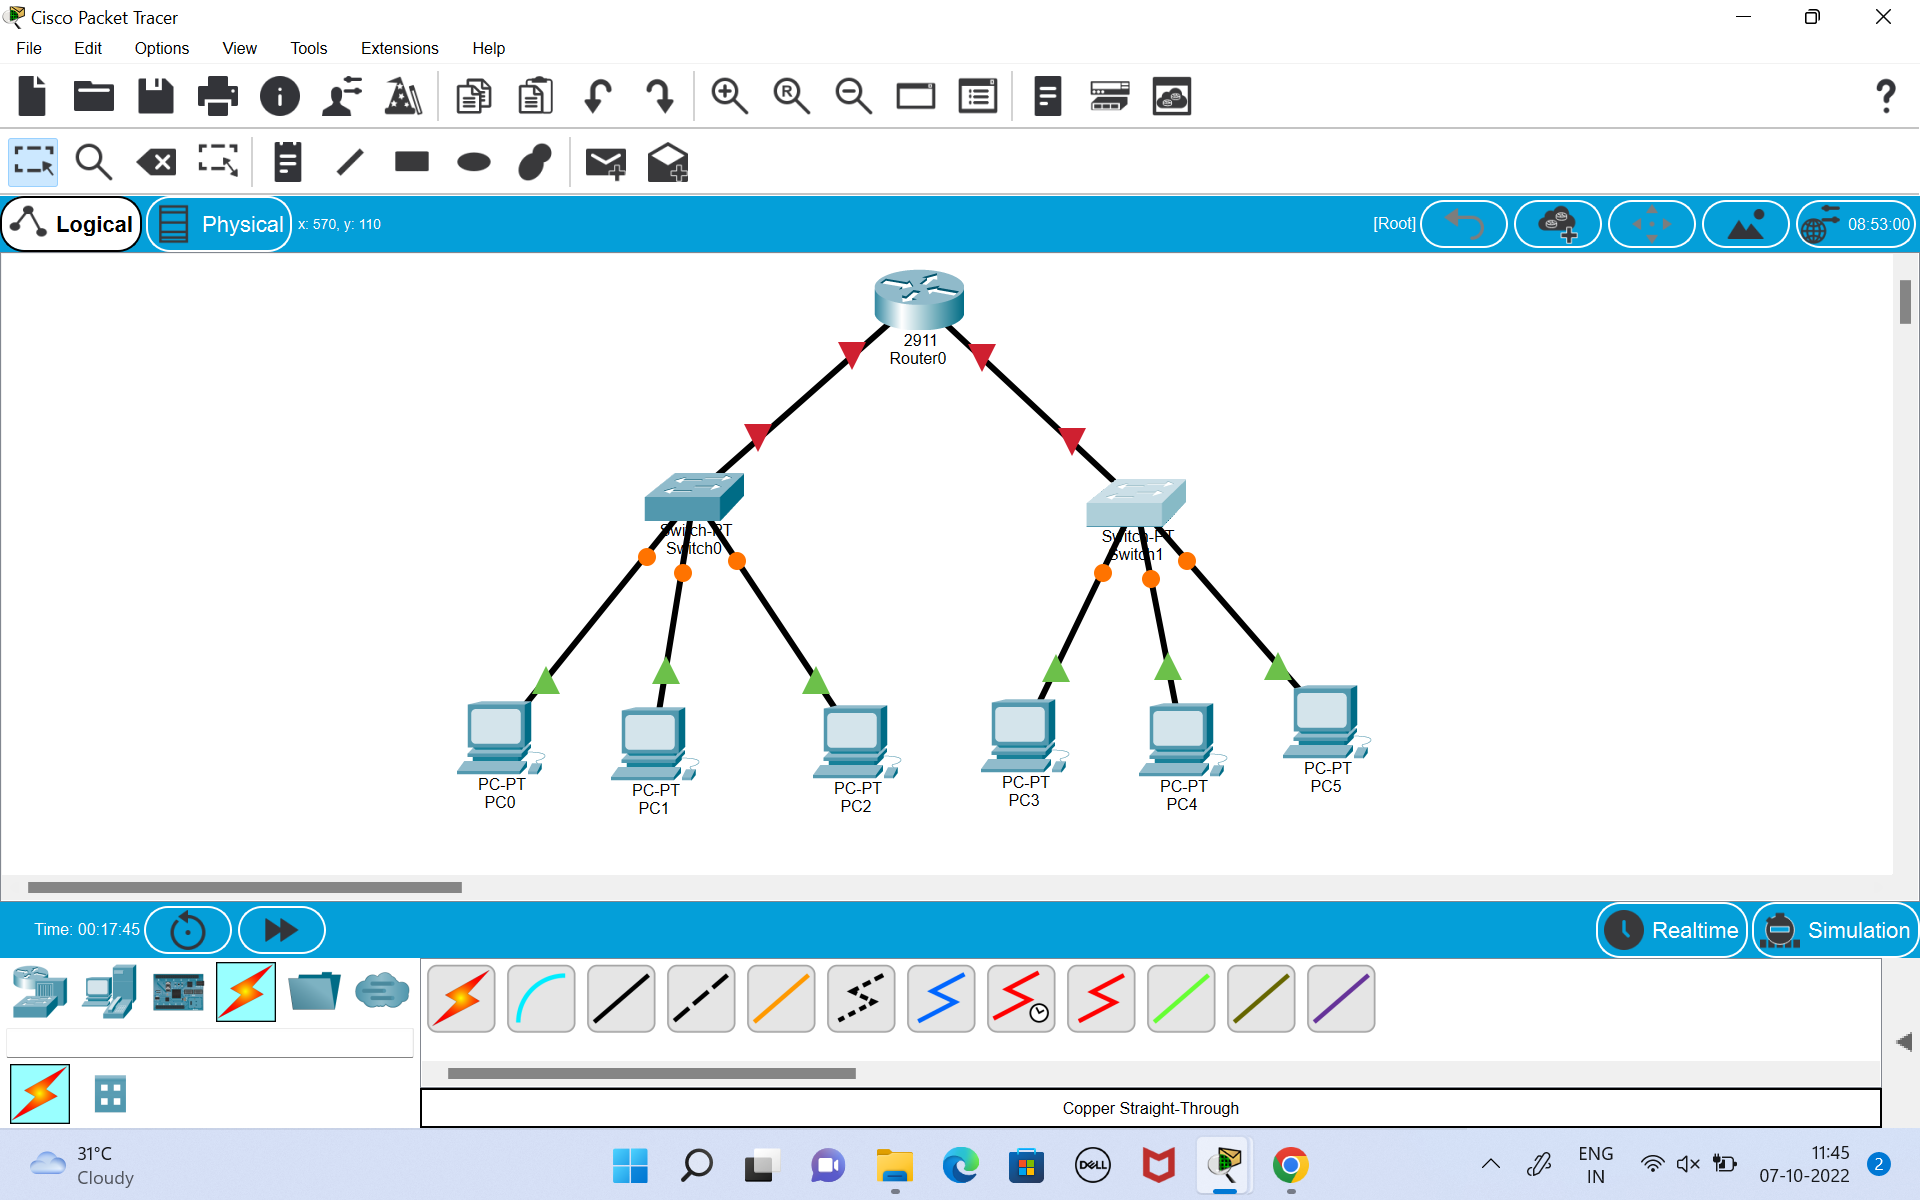 Cisco Packet Tracer
File Edit Options View Tools Extensions Help
Logical Physical x: 570, y: 110 [Root] 08:53:00
2911
Router0
Switch-PT
Switch0
Switch-PT
Switch1
PC-PT
PC0
PC-PT
PC1
PC-PT
PC2
PC-PT
PC3
PC-PT
PC4
PC-PT
PC5
Time: 00:17:45 Realtime Simulation
Copper Straight-Through
31°C
Cloudy
DELL
ENG
IN
11:45
07-10-2022
2